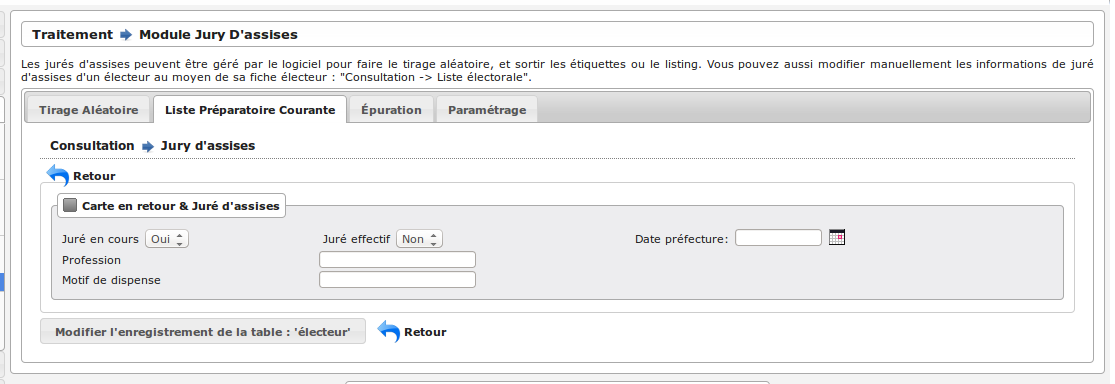 Traitement Module Jury D'assises
Les jurés d'assises peuvent être géré par le logiciel pour faire le tirage aléatoire, et sortir les étiquettes ou le listing. Vous pouvez aussi modifier manuellement les informations de juré
d'assises d'un électeur au moyen de sa fiche électeur : "Consultation -> Liste électorale".
Tirage Aléatoire Liste Préparatoire Courante Épuration Paramétrage
Consultation Jury d'assises
Retour
Carte en retour & Juré d'assises
Juré en cours Oui Juré effectif Non Date préfecture:
Profession
Motif de dispense
Modifier l'enregistrement de la table : 'électeur' Retour